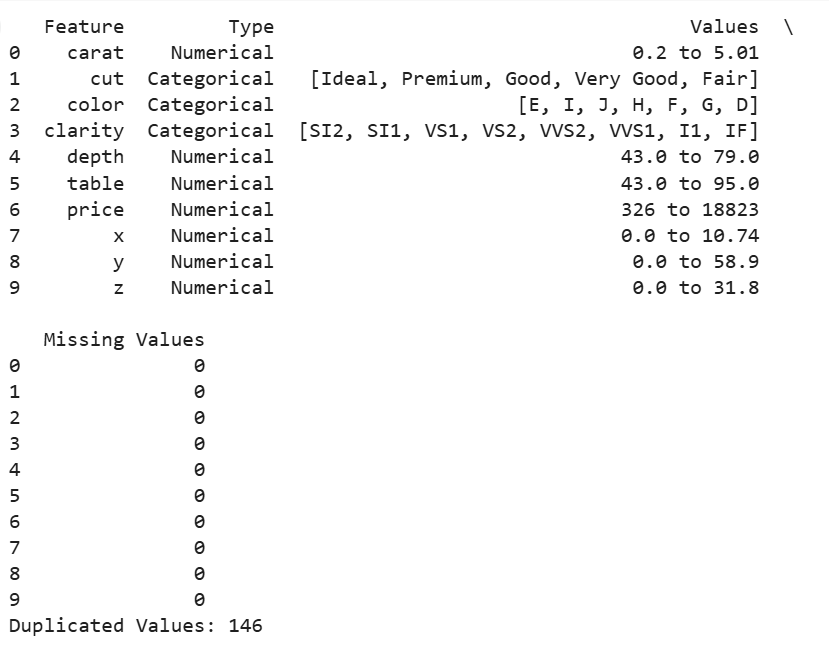 Feature Type Values \
0 carat Numerical 0.2 to 5.01
1 cut Categorical [Ideal, Premium, Good, Very Good, Fair]
2 color Categorical [E, I, J, H, F, G, D]
3 clarity Categorical [SI2, SI1, VS1, VS2, VVS2, VVS1, I1, IF]
4 depth Numerical 43.0 to 79.0
5 table Numerical 43.0 to 95.0
6 price Numerical 326 to 18823
7 x Numerical 0.0 to 10.74
8 y Numerical 0.0 to 58.9
9 z Numerical 0.0 to 31.8
Missing Values
0 0
1 0
2 0
3 0
4 0
5 0
6 0
7 0
8 0
9 0
Duplicated Values: 146